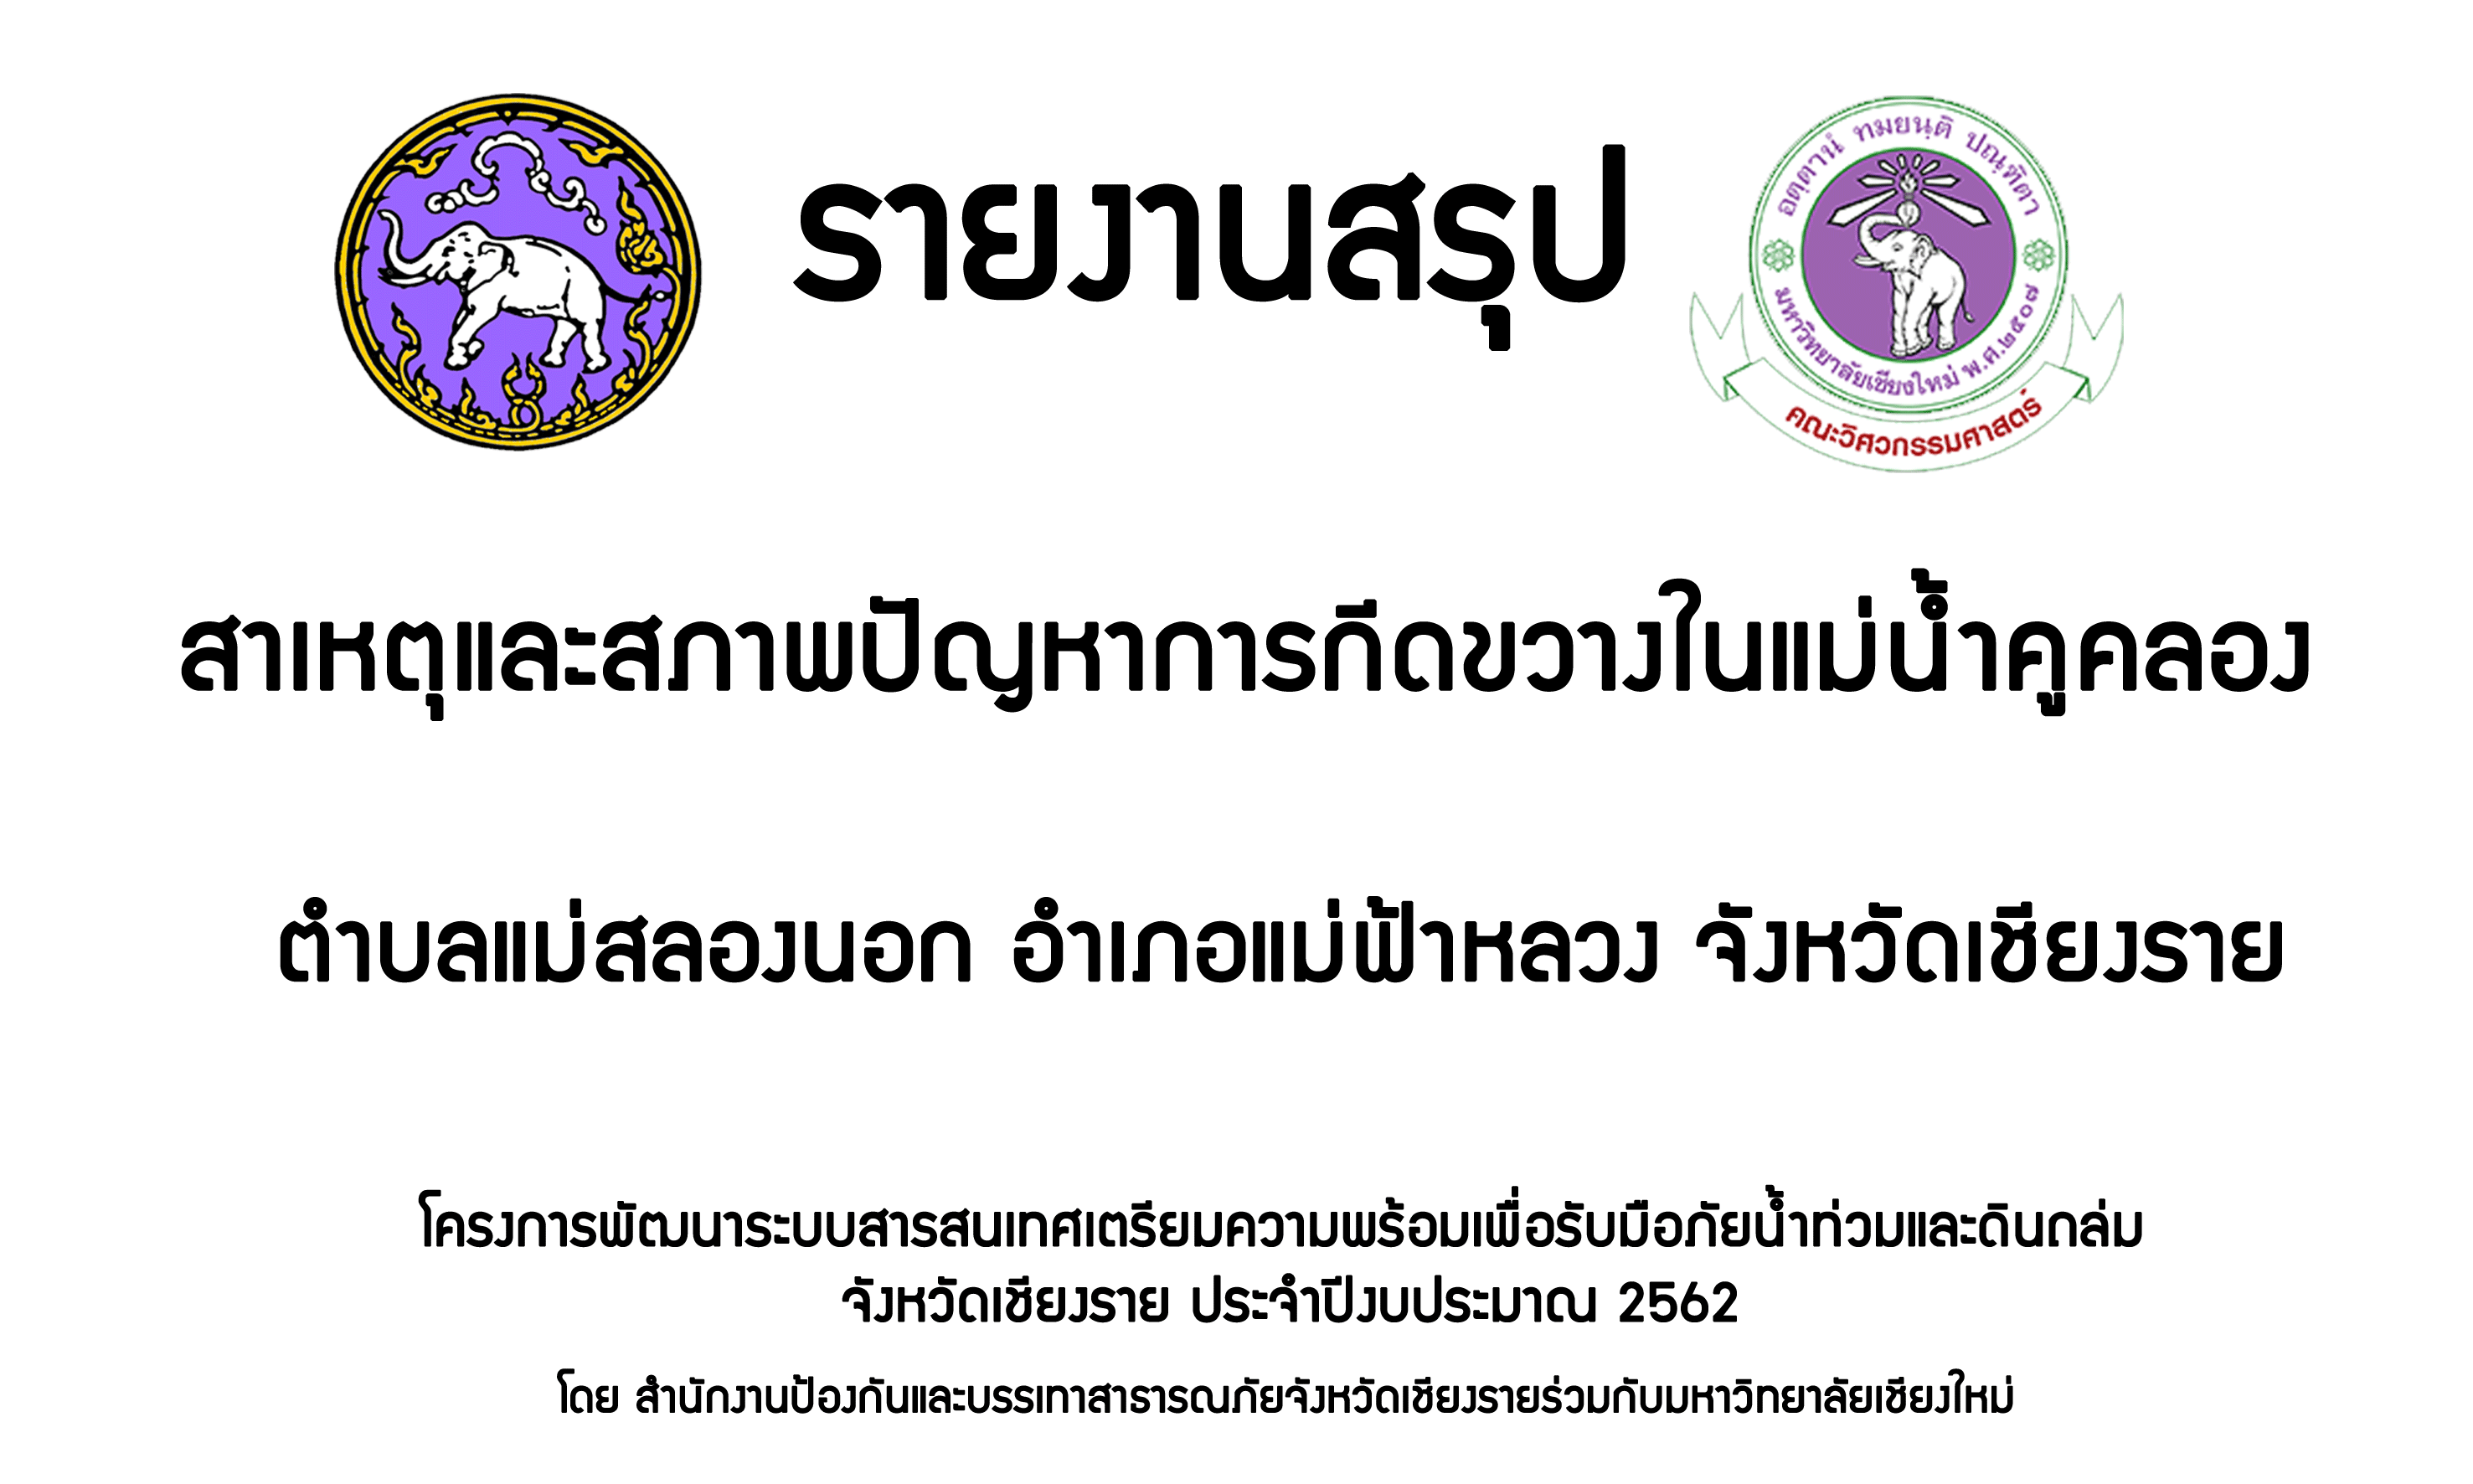 รายงานสรุป
อตฺตานํ ทมยนฺติ ปณฺฑิตา
มหาวิทยาลัยเชียงใหม่ พ.ศ.๒๕๐๗
คณะวิศวกรรมศาสตร์
สาเหตุและสภาพปัญหาการกีดขวางในแม่น้ำคูคลอง
ตำบลแม่สลองนอก อำเภอแม่ฟ้าหลวง จังหวัดเชียงราย
โครงการพัฒนาระบบสารสนเทศเตรียมความพร้อมเพื่อรับมือภัยน้ำท่วมและดินถล่ม
จังหวัดเชียงราย ประจำปีงบประมาณ 2562
โดย สำนักงานป้องกันและบรรเทาสาธารณภัยจังหวัดเชียงรายร่วมกับมหาวิทยาลัยเชียงใหม่